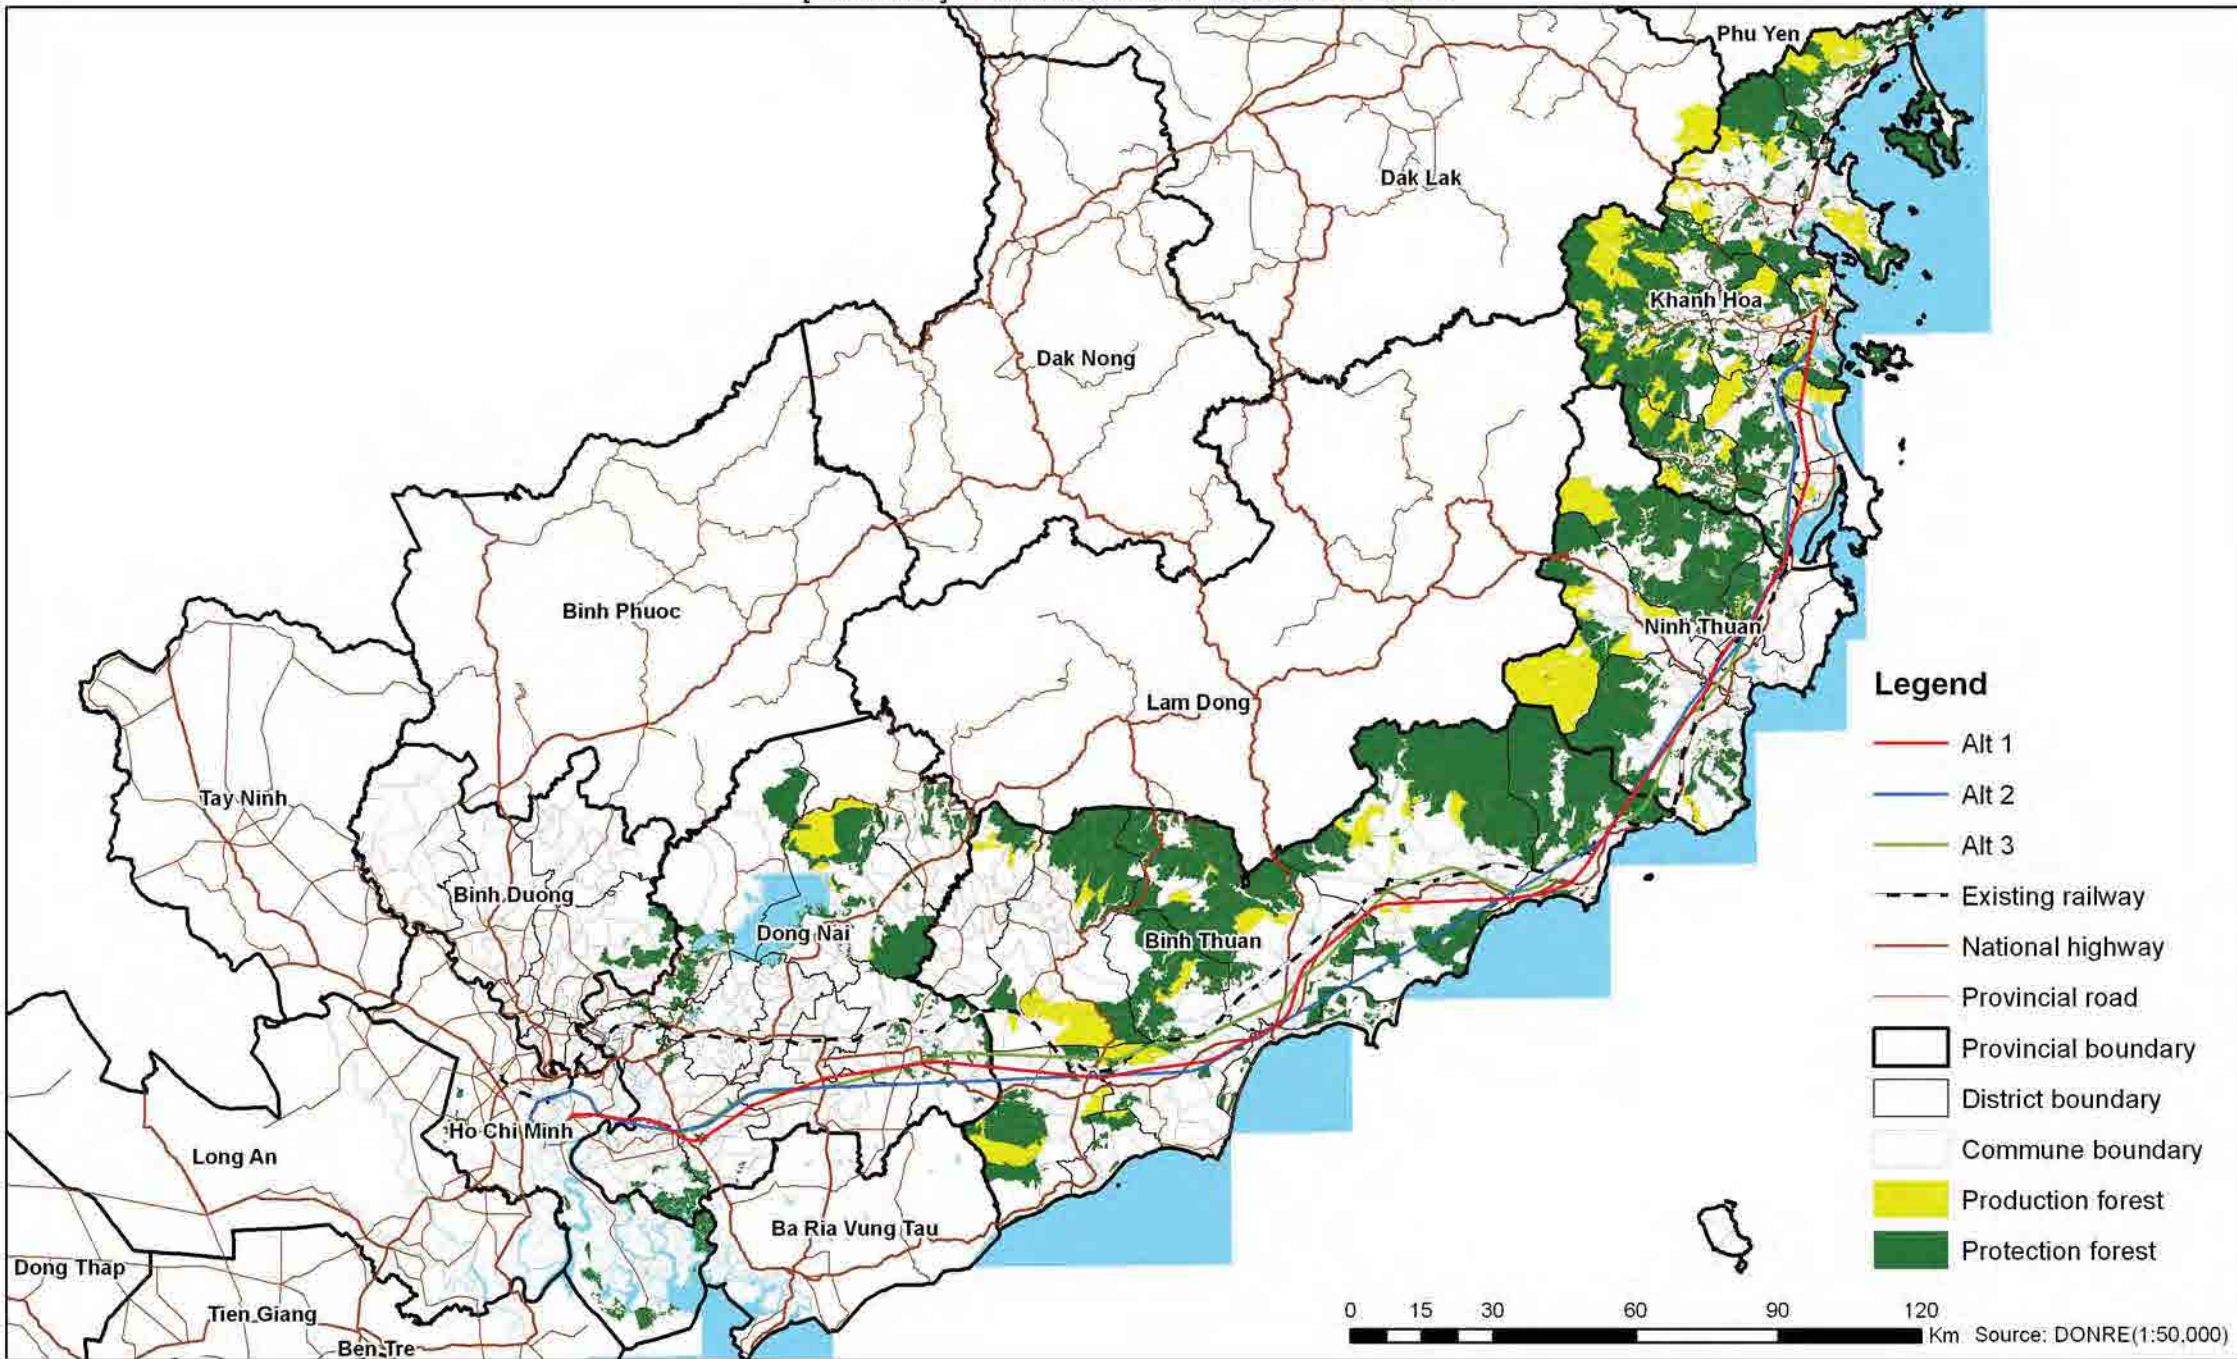 Phu Yen
Dak Lak
Khanh Hoa
Dak Nong
Binh Phuoc
Ninh Thuan
Lam Dong
Tay Ninh
Binh Duong
Dong Nai
Binh Thuan
Ho Chi Minh
Long An
Ba Ria Vung Tau
Dong Thap
Tien Giang
Ben Tre
Legend
Alt 1
Alt 2
Alt 3
Existing railway
National highway
Provincial road
Provincial boundary
District boundary
Commune boundary
Production forest
Protection forest
0 15 30 60 90 120
Km Source: DONRE(1:50,000)